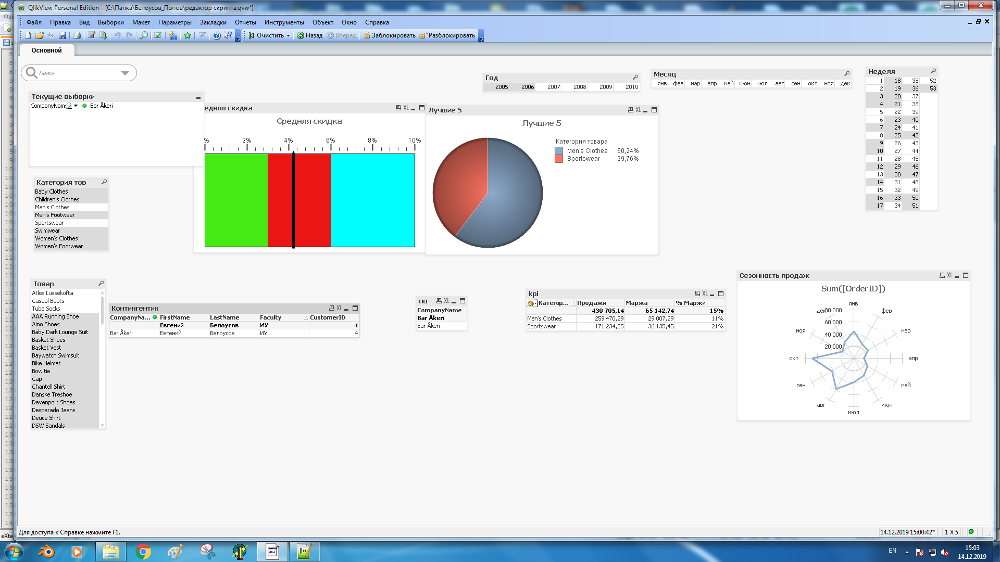 QlikView Personal Edition - [C:\Папка\Белоусов_Попов\редактор скрипта.qvw*]
Файл Правка Вид Выборки Макет Параметры Закладки Отчеты Инструменты Объект Окно Справка
Очистить Назад Вперед Заблокировать Разблокировать
Основной
Поиск
Текущие выборки
CompanyNam Bar Åkeri
Год
2005 2006 2007 2008 2009 2010
Месяц
янв фев мар апр май июн июл авг сен окт ноя дек
Неделя
1 18 35 52
2 19 36 53
3 20 37
4 21 38
5 22 39
6 23 40
7 24 41
8 25 42
9 26 43
10 27 44
11 28 45
12 29 46
13 30 47
14 31 48
15 32 49
16 33 50
17 34 51
едняя скидка XL
Средняя скидка
% 2% 4% 6% 8% 10%
Лучшие 5 XL
Лучшие 5
Категория товара
Men's Clothes 60,24%
Sportswear 39,76%
Категория тов
Baby Clothes
Children's Clothes
Men's Clothes
Men's Footwear
Sportswear
Swimwear
Women's Clothes
Women's Footwear
Товар
Atles Lussekofta
Casual Boots
Tube Socks
AAA Running Shoe
Aino Shoes
Baby Dark Lounge Suit
Basket Shoes
Basket Vest
Baywatch Swimsuit
Bike Helmet
Bow tie
Cap
Chantell Shirt
Danske Treshoe
Davenport Shoes
Desperado Jeans
Deuce Shirt
DSW Sandals
Контингентик XL
CompanyNa... FirstName LastName Faculty CustomerID
Евгений Белоусов ИУ 4
Bar Åkeri Евгений Белоусов ИУ 4
по XL
CompanyName
Bar Åkeri
Bar Åkeri
kpi XL
Категор... Продажи Маржа % Маржи
430 705,14 65 142,74 15%
Men's Clothes 259 470,29 29 007,29 11%
Sportswear 171 234,85 36 135,45 21%
Сезонность продаж XL
Sum([OrderID])
янв
фев
мар
апр
май
июн
июл
авг
сен
окт
ноя
дек
80 000
60 000
40 000
20 000
Для доступа к Справке нажмите F1.
14.12.2019 15:00:42* 1 X 5
eXte
EN 15:03
14.12.2019